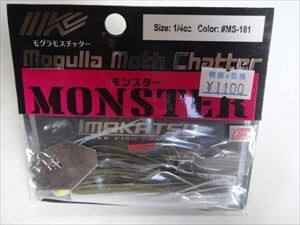 モグラモスチャター
Size: 1/4oz Color: #MS-181
Mogulla Moth Chatter
モンスター
税抜き価格
¥1100
MONSTER
IMAKATSU